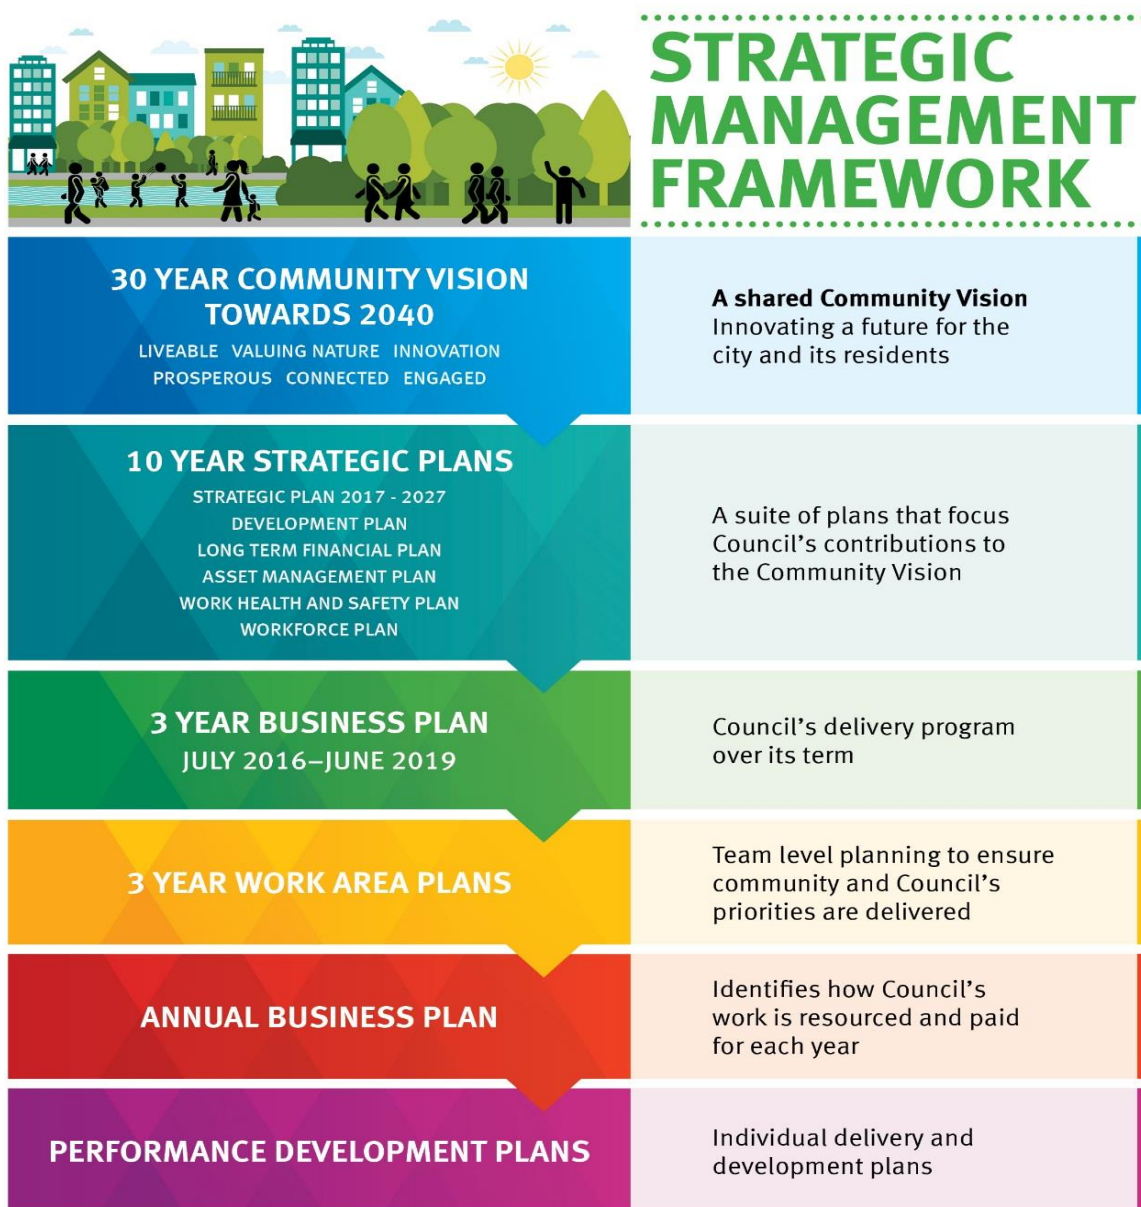 STRATEGIC
MANAGEMENT
FRAMEWORK
30 YEAR COMMUNITY VISION
TOWARDS 2040
LIVEABLE VALUING NATURE INNOVATION
PROSPEROUS CONNECTED ENGAGED
A shared Community Vision
Innovating a future for the
city and its residents
10 YEAR STRATEGIC PLANS
STRATEGIC PLAN 2017 - 2027
DEVELOPMENT PLAN
LONG TERM FINANCIAL PLAN
ASSET MANAGEMENT PLAN
WORK HEALTH AND SAFETY PLAN
WORKFORCE PLAN
A suite of plans that focus
Council's contributions to
the Community Vision
3 YEAR BUSINESS PLAN
JULY 2016–JUNE 2019
Council's delivery program
over its term
3 YEAR WORK AREA PLANS
Team level planning to ensure
community and Council's
priorities are delivered
ANNUAL BUSINESS PLAN
Identifies how Council's
work is resourced and paid
for each year
PERFORMANCE DEVELOPMENT PLANS
Individual delivery and
development plans